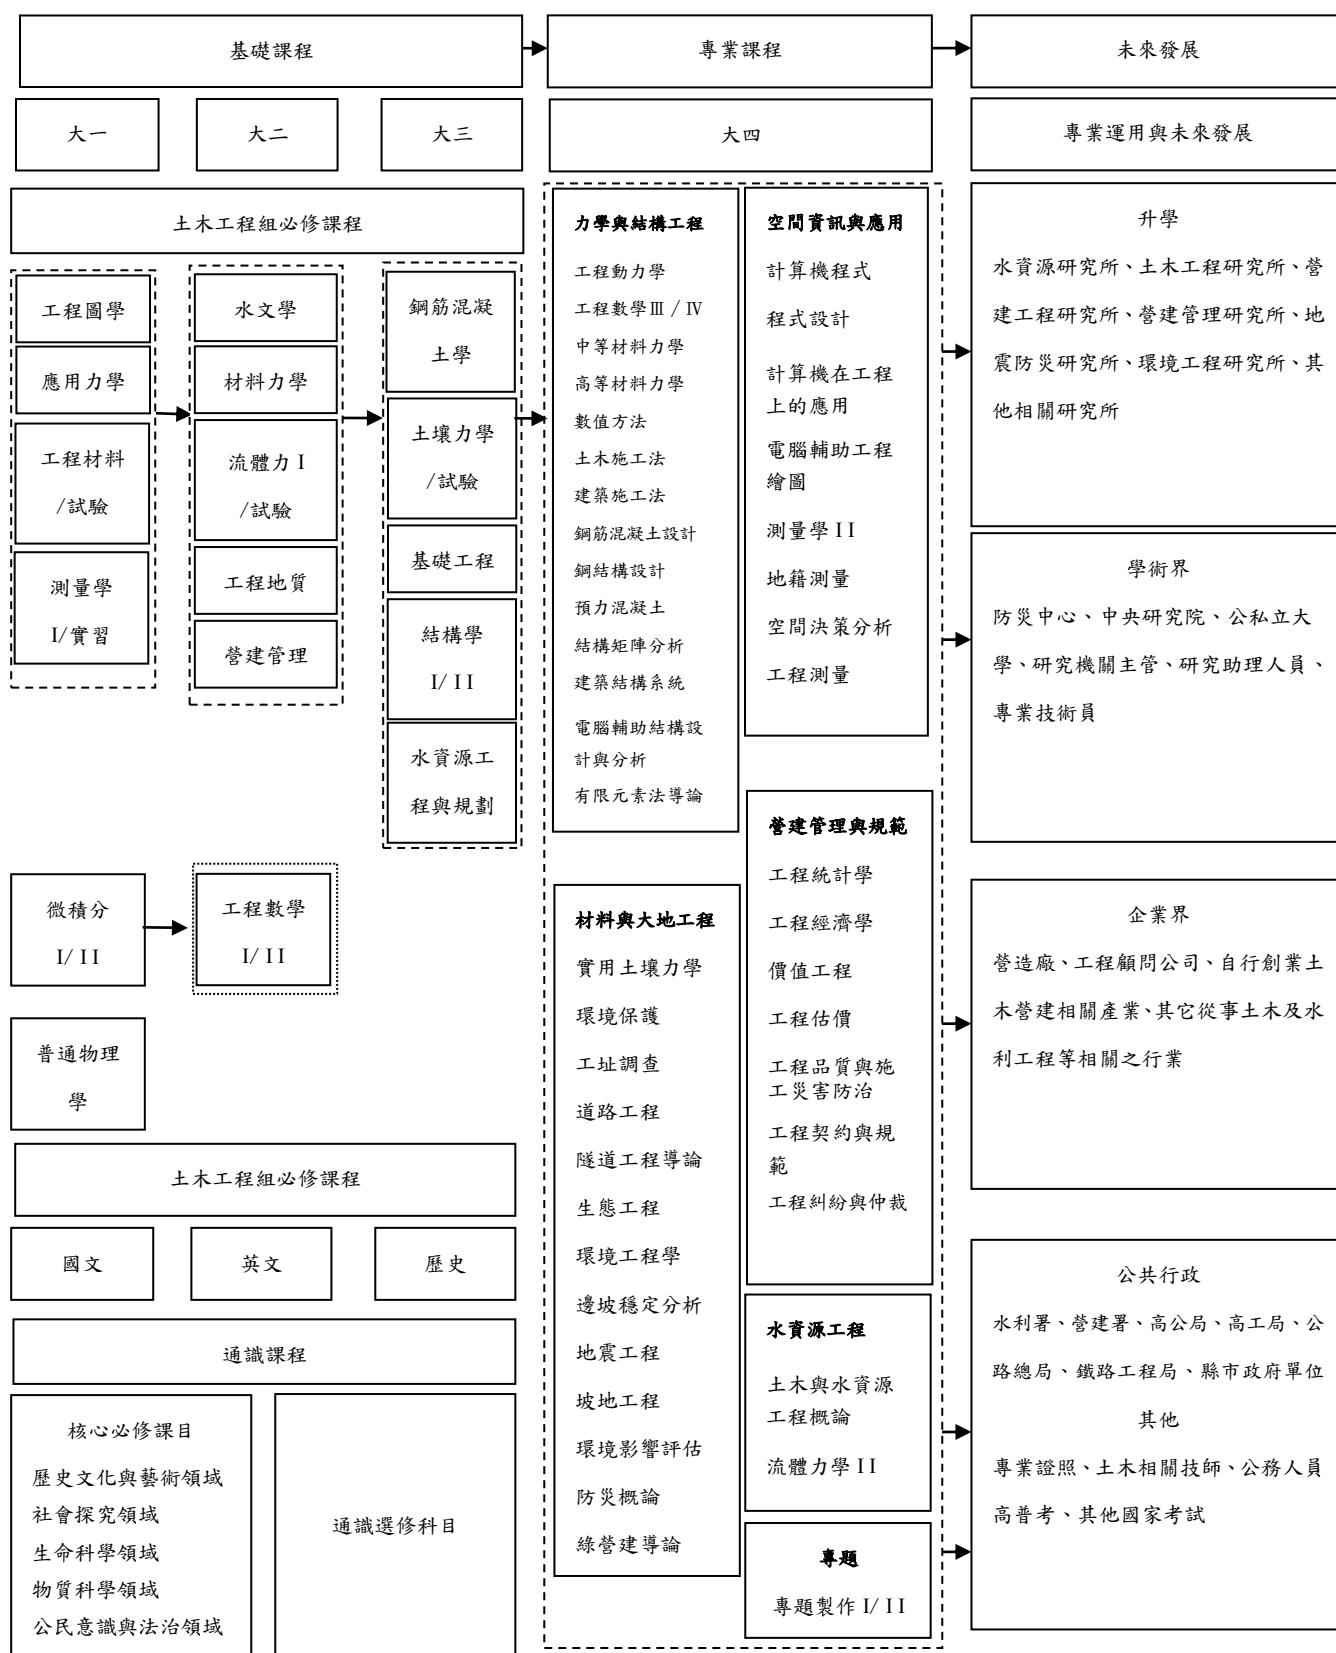 基礎課程
專業課程
未來發展
大一
大二
大三
大四
專業運用與未來發展
土木工程組必修課程
工程圖學
應用力學
工程材料
/試驗
測量學
I/實習
水文學
材料力學
流體力 I
/試驗
工程地質
營建管理
鋼筋混凝
土學
土壤力學
/試驗
基礎工程
結構學
I/ II
水資源工
程與規劃
微積分
I/ II
工程數學
I/ II
普通物理
學
土木工程組必修課程
國文
英文
歷史
通識課程
核心必修課目
歷史文化與藝術領域
社會探究領域
生命科學領域
物質科學領域
公民意識與法治領域
通識選修科目
力學與結構工程
工程動力學
工程數學Ⅲ / Ⅳ
中等材料力學
高等材料力學
數值方法
土木施工法
建築施工法
鋼筋混凝土設計
鋼結構設計
預力混凝土
結構矩陣分析
建築結構系統
電腦輔助結構設
計與分析
有限元素法導論
材料與大地工程
實用土壤力學
環境保護
工址調查
道路工程
隧道工程導論
生態工程
環境工程學
邊坡穩定分析
地震工程
坡地工程
環境影響評估
防災概論
綠營建導論
空間資訊與應用
計算機程式
程式設計
計算機在工程
上的應用
電腦輔助工程
繪圖
測量學 II
地籍測量
空間決策分析
工程測量
營建管理與規範
工程統計學
工程經濟學
價值工程
工程估價
工程品質與施
工災害防治
工程契約與規
範
工程糾紛與仲裁
水資源工程
土木與水資源
工程概論
流體力學 II
專題
專題製作 I/ II
升學
水資源研究所、土木工程研究所、營
建工程研究所、營建管理研究所、地
震防災研究所、環境工程研究所、其
他相關研究所
學術界
防災中心、中央研究院、公私立大
學、研究機關主管、研究助理人員、
專業技術員
企業界
營造廠、工程顧問公司、自行創業土
木營建相關產業、其它從事土木及水
利工程等相關之行業
公共行政
水利署、營建署、高公局、高工局、公
路總局、鐵路工程局、縣市政府單位
其他
專業證照、土木相關技師、公務人員
高普考、其他國家考試